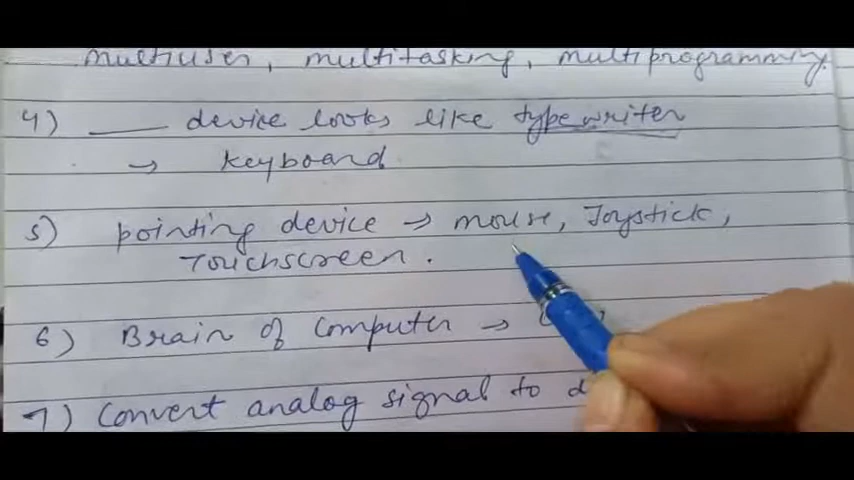 multiuser, multitasking, multiprogramming.
4) ____ device looks like typewriter
→ keyboard
5) pointing device → mouse, Joystick,
Touchscreen.
6) Brain of computer →
7) Convert analog signal to